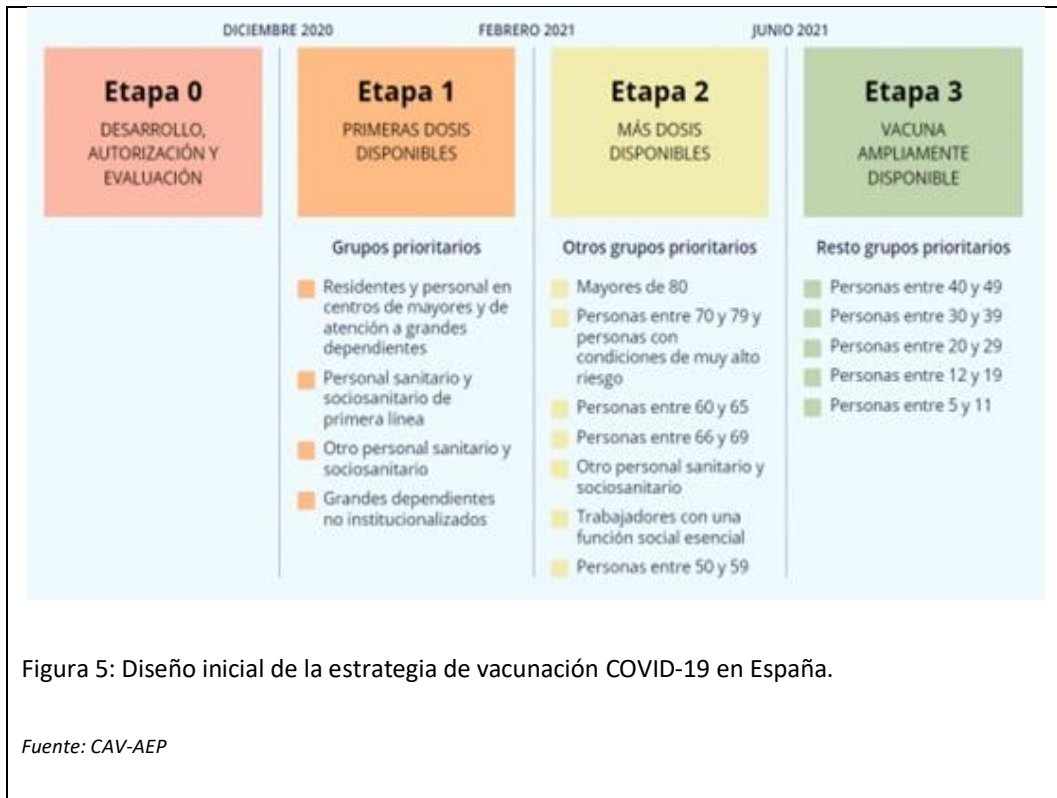 DICIEMBRE 2020
FEBRERO 2021
JUNIO 2021
Etapa 0
DESARROLLO,
AUTORIZACIÓN Y
EVALUACIÓN
Etapa 1
PRIMERAS DOSIS
DISPONIBLES
Grupos prioritarios
Residentes y personal en
centros de mayores y de
atención a grandes
dependientes
Personal sanitario y
sociosanitario de
primera línea
Otro personal sanitario y
sociosanitario
Grandes dependientes
no institucionalizados
Etapa 2
MÁS DOSIS
DISPONIBLES
Otros grupos prioritarios
Mayores de 80
Personas entre 70 y 79 y
personas con
condiciones de muy alto
riesgo
Personas entre 60 y 65
Personas entre 66 y 69
Otro personal sanitario y
sociosanitario
Trabajadores con una
función social esencial
Personas entre 50 y 59
Etapa 3
VACUNA
AMPLIAMENTE
DISPONIBLE
Resto grupos prioritarios
Personas entre 40 y 49
Personas entre 30 y 39
Personas entre 20 y 29
Personas entre 12 y 19
Personas entre 5 y 11
Figura 5: Diseño inicial de la estrategia de vacunación COVID-19 en España.
Fuente: CAV-AEP